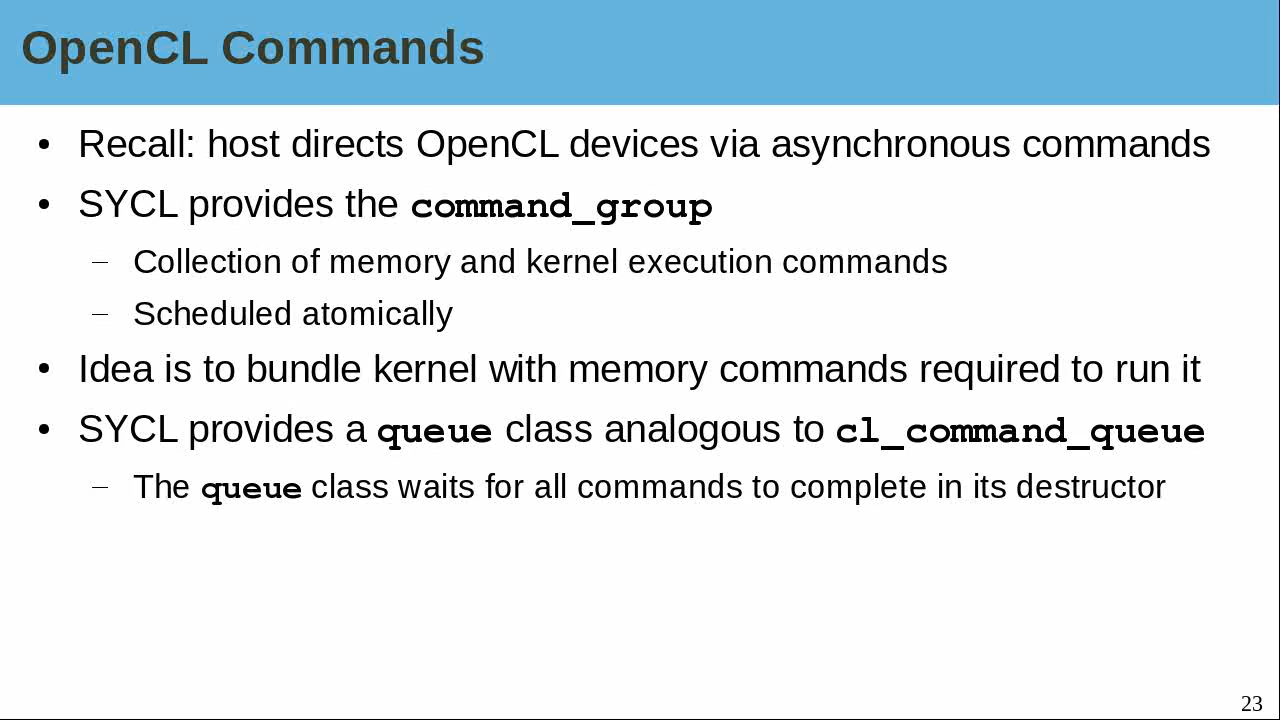 OpenCL Commands
• Recall: host directs OpenCL devices via asynchronous commands
• SYCL provides the command_group
– Collection of memory and kernel execution commands
– Scheduled atomically
• Idea is to bundle kernel with memory commands required to run it
• SYCL provides a queue class analogous to cl_command_queue
– The queue class waits for all commands to complete in its destructor
23